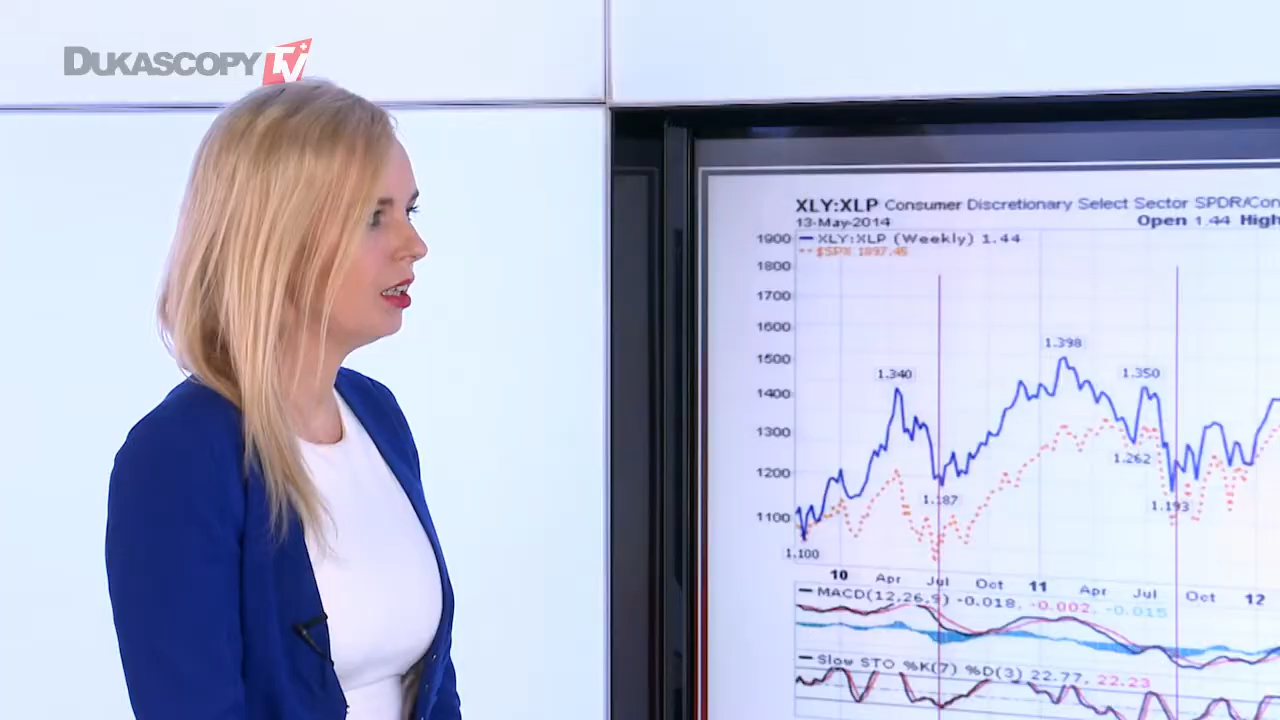 DUKASCOPY TV
XLY:XLP Consumer Discretionary Select Sector SPDR/Con
13-May-2014 Open 1.44 High
XLY:XLP (Weekly) 1.44
$SPX 1897.45
1900
1800
1700
1600
1500
1400
1300
1200
1100
1.398
1.340
1.350
1.262
1.187
1.193
1.100
10 Apr Jul Oct 11 Apr Jul Oct 12
MACD(12,26,9) -0.018, -0.002, -0.015
Slow STO %K(7) %D(3) 22.77, 22.23